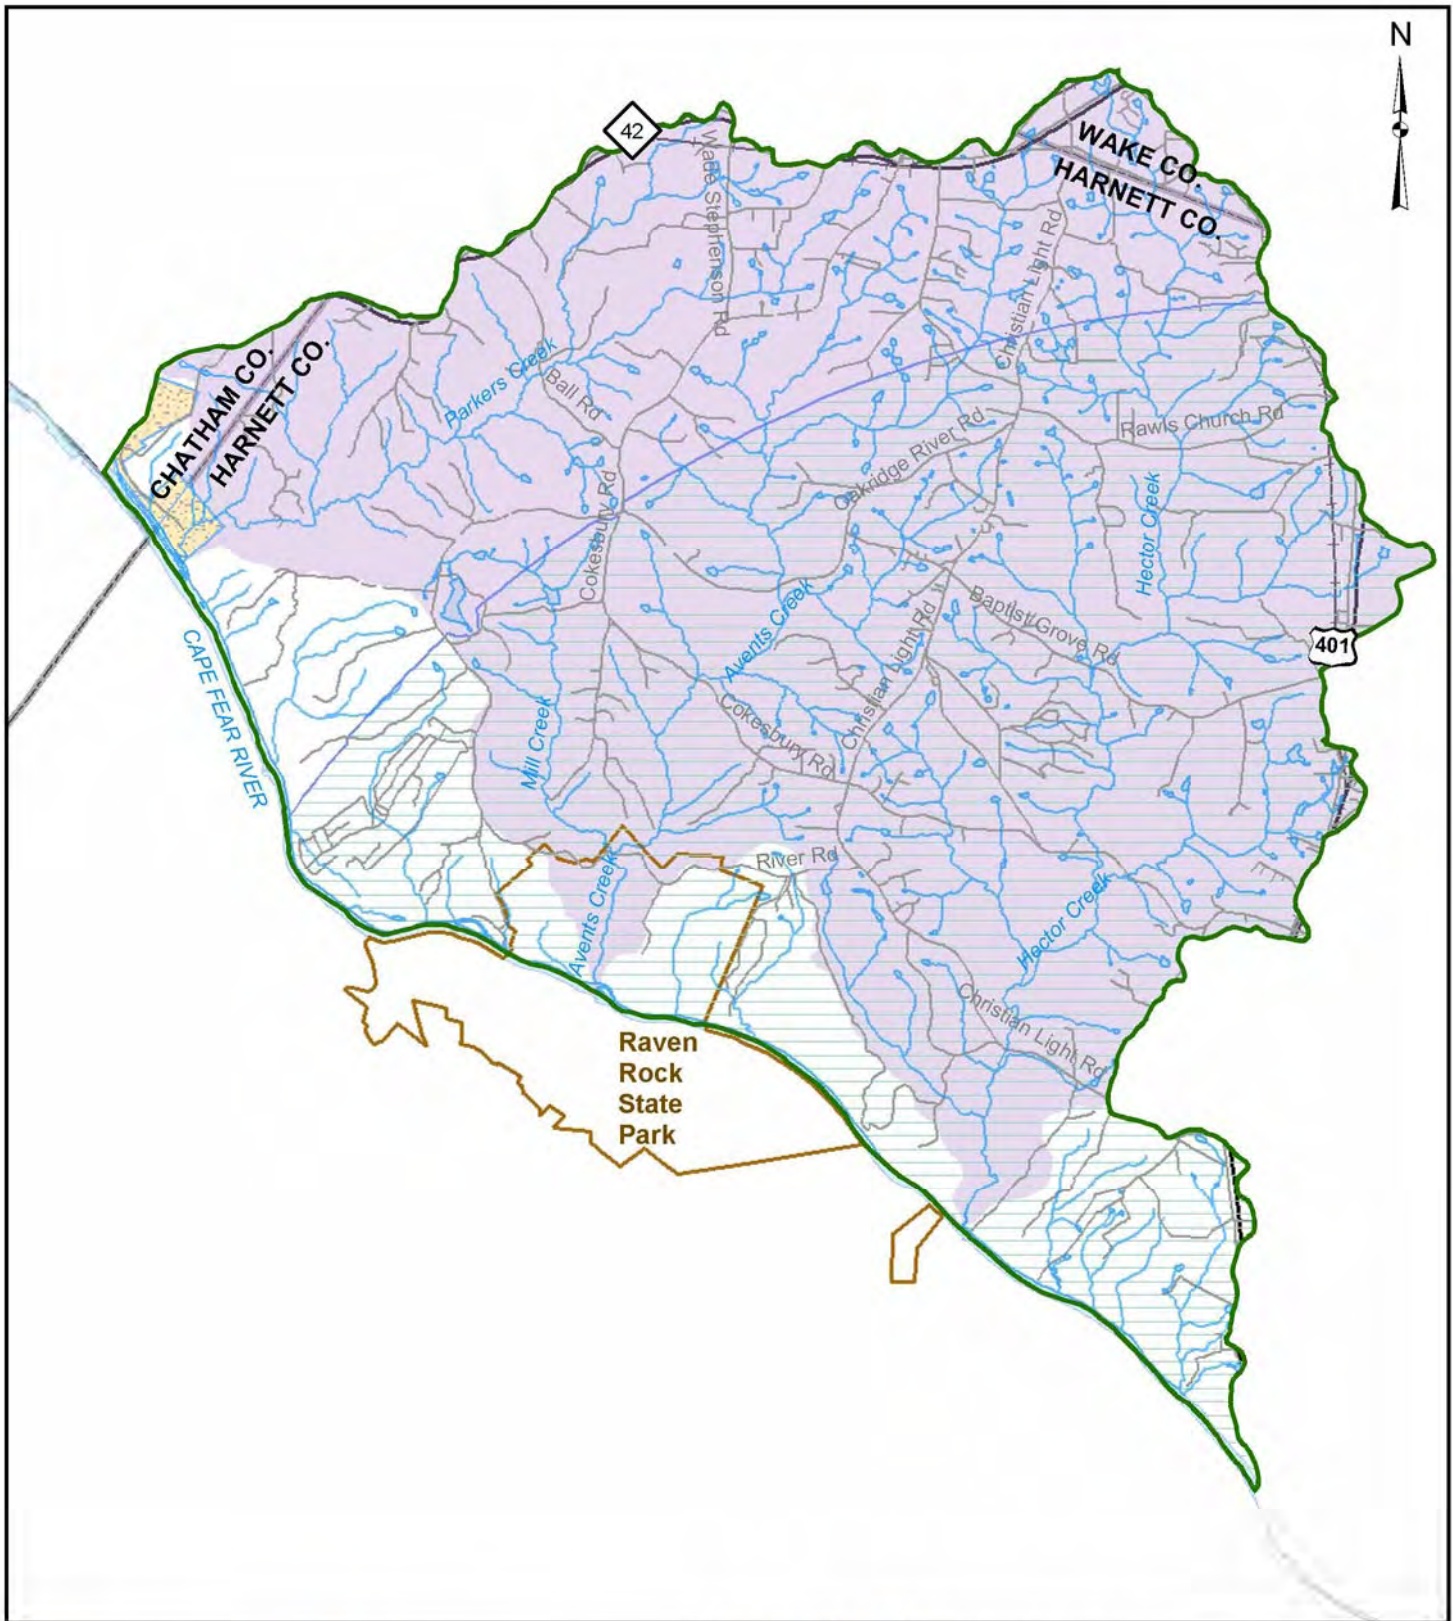 N
42
WAKE CO.
HARNETT CO.
Wade Stephenson Rd
Christian Light Rd
CHATHAM CO.
HARNETT CO.
Parkers Creek
Ball Rd
Oakridge River Rd
Rawls Church Rd
Cokesbury Rd
Hector Creek
Avents Creek
Baptist Grove Rd
401
CAPE FEAR RIVER
Christian Light Rd
Mill Creek
Cokesbury Rd
River Rd
Avents Creek
Hector Creek
Christian Light Rd
Raven
Rock
State
Park